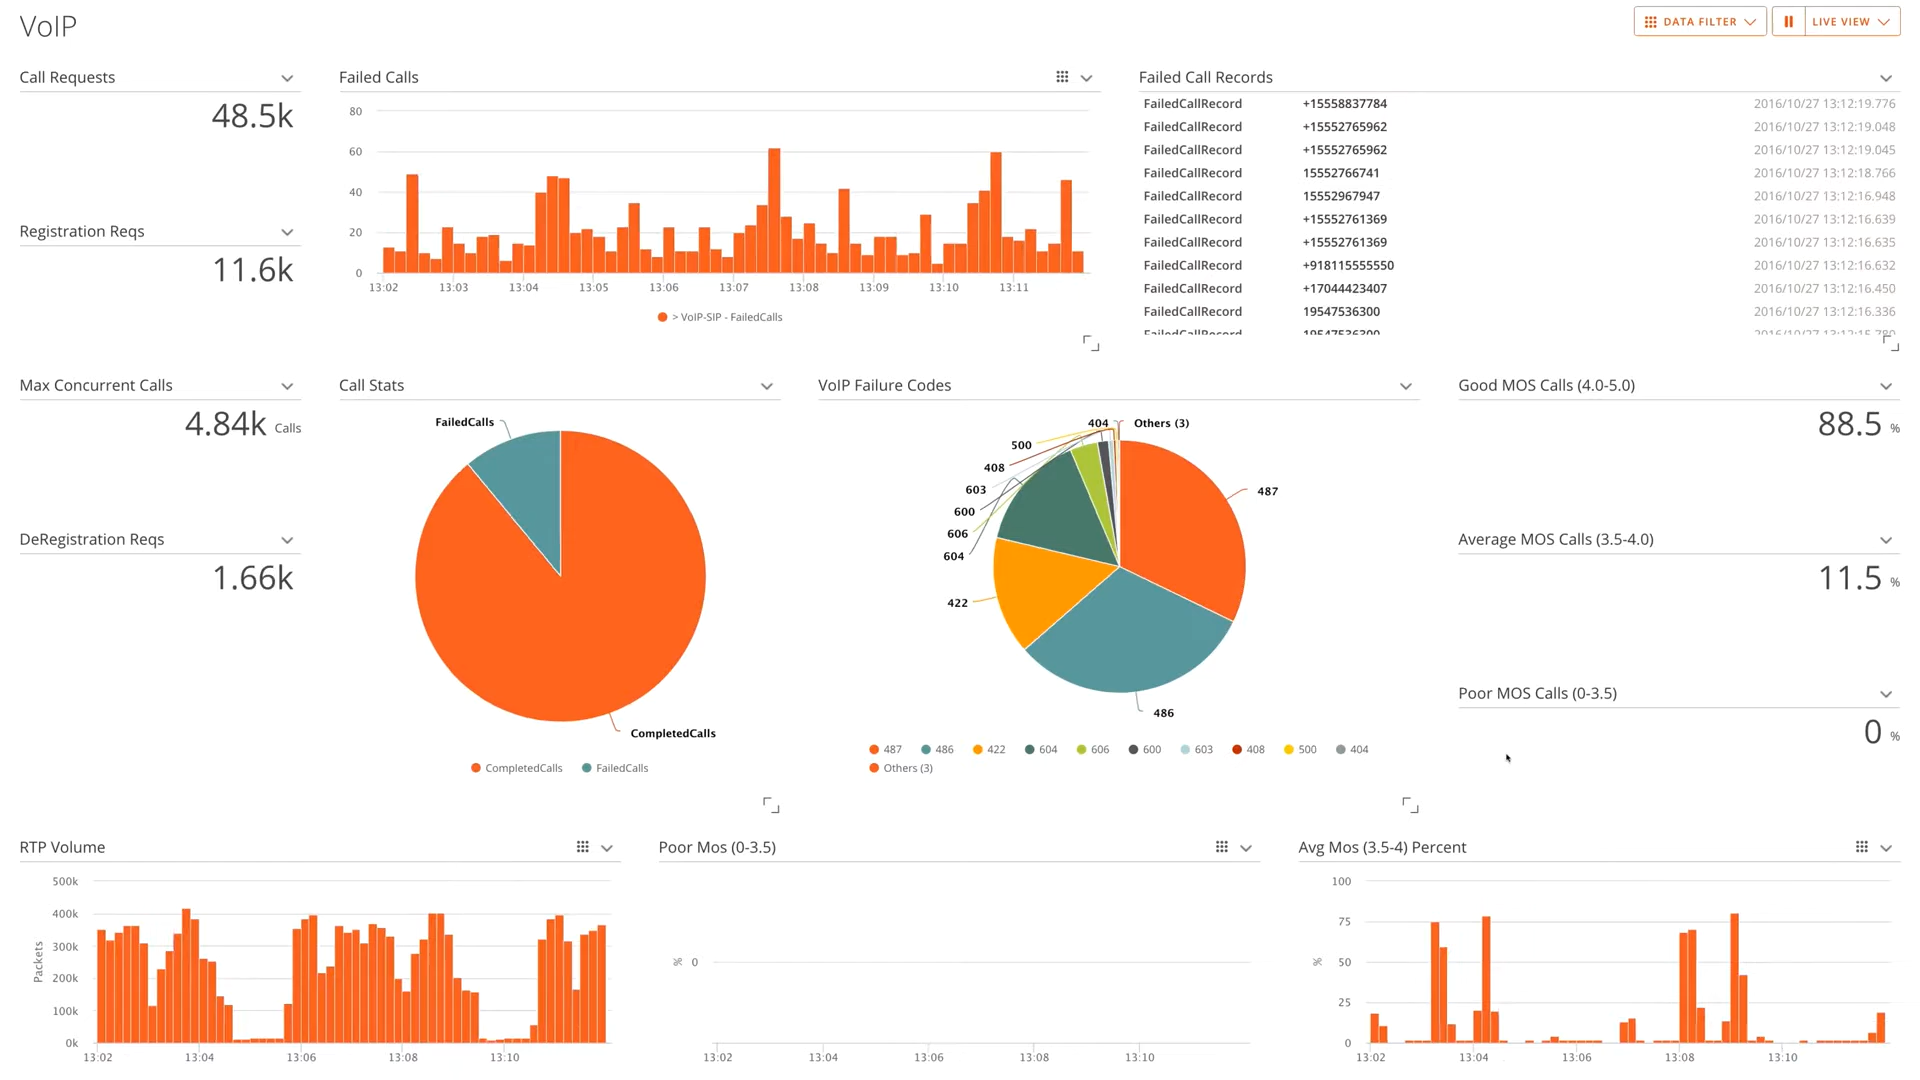 VoIP
DATA FILTER
LIVE VIEW
Call Requests
48.5k
Registration Reqs
11.6k
Failed Calls
80
60
40
20
0
13:02 13:03 13:04 13:05 13:06 13:07 13:08 13:09 13:10 13:11
> VoIP-SIP - FailedCalls
Failed Call Records
FailedCallRecord +15558837784 2016/10/27 13:12:19.776
FailedCallRecord +15552765962 2016/10/27 13:12:19.048
FailedCallRecord +15552765962 2016/10/27 13:12:19.045
FailedCallRecord 15552766741 2016/10/27 13:12:18.766
FailedCallRecord 15552967947 2016/10/27 13:12:16.948
FailedCallRecord +15552761369 2016/10/27 13:12:16.639
FailedCallRecord +15552761369 2016/10/27 13:12:16.635
FailedCallRecord +918115555550 2016/10/27 13:12:16.632
FailedCallRecord +17044423407 2016/10/27 13:12:16.450
FailedCallRecord 19547536300 2016/10/27 13:12:16.336
FailedCallRecord 19547536300 2016/10/27 13:12:15.780
Max Concurrent Calls
4.84k Calls
DeRegistration Reqs
1.66k
Call Stats
FailedCalls
CompletedCalls
CompletedCalls FailedCalls
VoIP Failure Codes
404 Others (3)
500
408
603
600
606
604
422
487
486
487 486 422 604 606 600 603 408 500 404
Others (3)
Good MOS Calls (4.0-5.0)
88.5 %
Average MOS Calls (3.5-4.0)
11.5 %
Poor MOS Calls (0-3.5)
0 %
RTP Volume
Packets
500k
400k
300k
200k
100k
0k
13:02 13:04 13:06 13:08 13:10
Poor Mos (0-3.5)
% 0
13:02 13:04 13:06 13:08 13:10
Avg Mos (3.5-4) Percent
%
100
75
50
25
0
13:02 13:04 13:06 13:08 13:10